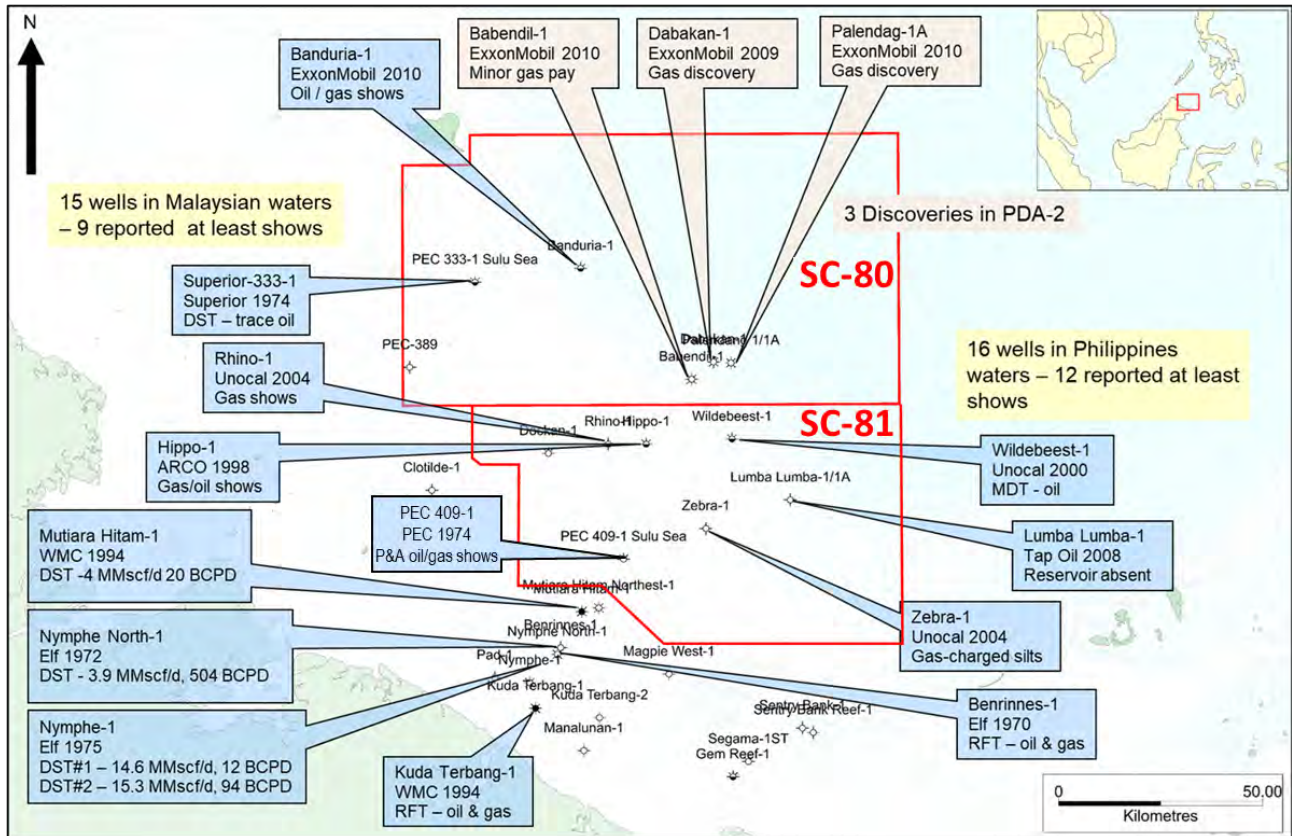 N
Banduria-1
ExxonMobil 2010
Oil / gas shows
Babendil-1
ExxonMobil 2010
Minor gas pay
Dabakan-1
ExxonMobil 2009
Gas discovery
Palendag-1A
ExxonMobil 2010
Gas discovery
15 wells in Malaysian waters
– 9 reported  at least shows
3 Discoveries in PDA-2
Banduria-1
PEC 333-1 Sulu Sea
SC-80
Superior-333-1
Superior 1974
DST – trace oil
PEC-389
Dabakan-1
Palendag 1/1A
Babendil-1
16 wells in Philippines
waters – 12 reported at least
shows
Rhino-1
Unocal 2004
Gas shows
SC-81
Rhino-1
Hippo-1
Wildebeest-1
Dockan-1
Hippo-1
ARCO 1998
Gas/oil shows
Wildebeest-1
Unocal 2000
MDT - oil
Clotilde-1
Lumba Lumba-1/1A
Zebra-1
PEC 409-1
PEC 1974
P&A oil/gas shows
PEC 409-1 Sulu Sea
Mutiara Hitam-1
WMC 1994
DST -4 MMscf/d 20 BCPD
Lumba Lumba-1
Tap Oil 2008
Reservoir absent
Mutiara Hitam Northest-1
Mutiara Hitam-1
Benrinnes-1
Nymphe North-1
Zebra-1
Unocal 2004
Gas-charged silts
Nymphe North-1
Elf 1972
DST - 3.9 MMscf/d, 504 BCPD
Magpie West-1
Nymphe-1
Kuda Terbang-1
Kuda Terbang-2
Benrinnes-1
Elf 1970
RFT – oil & gas
Sentry Bank-1
Sentry Bank Reef-1
Nymphe-1
Elf 1975
DST#1 – 14.6 MMscf/d, 12 BCPD
DST#2 – 15.3 MMscf/d, 94 BCPD
Manalunan-1
Segama-1ST
Gem Reef-1
Kuda Terbang-1
WMC 1994
RFT – oil & gas
0
50.00
Kilometres